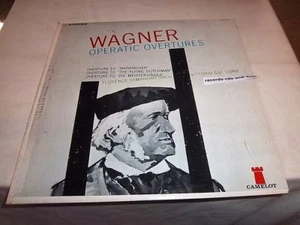 STEREO
WAGNER
OPERATIC OVERTURES
OVERTURE TO "TANNHAUSER"
OVERTURE TO "THE FLYING DUTCHMAN"
OVERTURE TO "DIE MEISTERSINGER"
FLORENCE SYMPHONY
CAMELOT